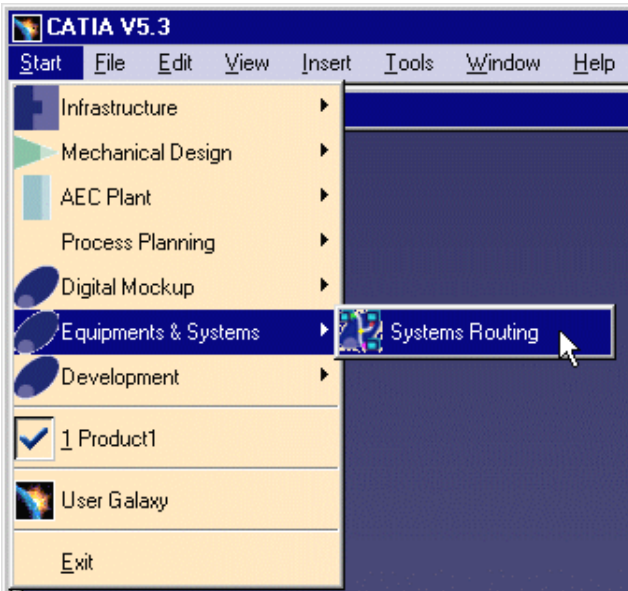 CATIA V5.3
Start File Edit View Insert Tools Window Help
Infrastructure
Mechanical Design
AEC Plant
Process Planning
Digital Mockup
Equipments & Systems
Systems Routing
Development
1 Product1
User Galaxy
Exit